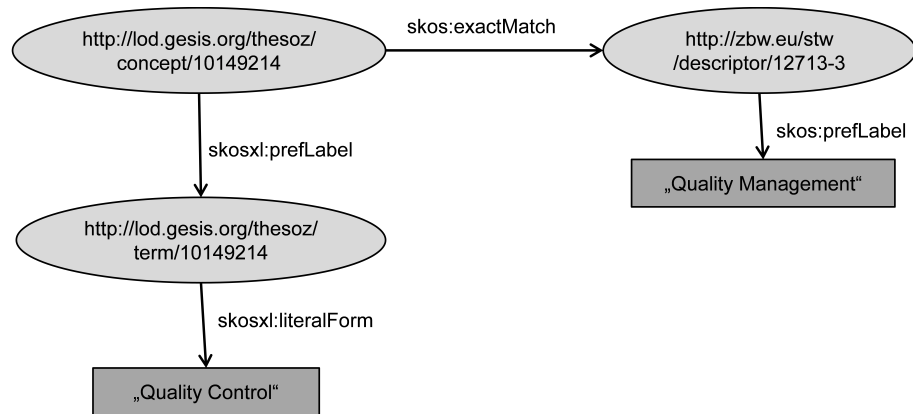 http://lod.gesis.org/thesoz/
concept/10149214
skos:exactMatch
http://zbw.eu/stw
/descriptor/12713-3
skosxl:prefLabel
skos:prefLabel
„Quality Management“
http://lod.gesis.org/thesoz/
term/10149214
skosxl:literalForm
„Quality Control“